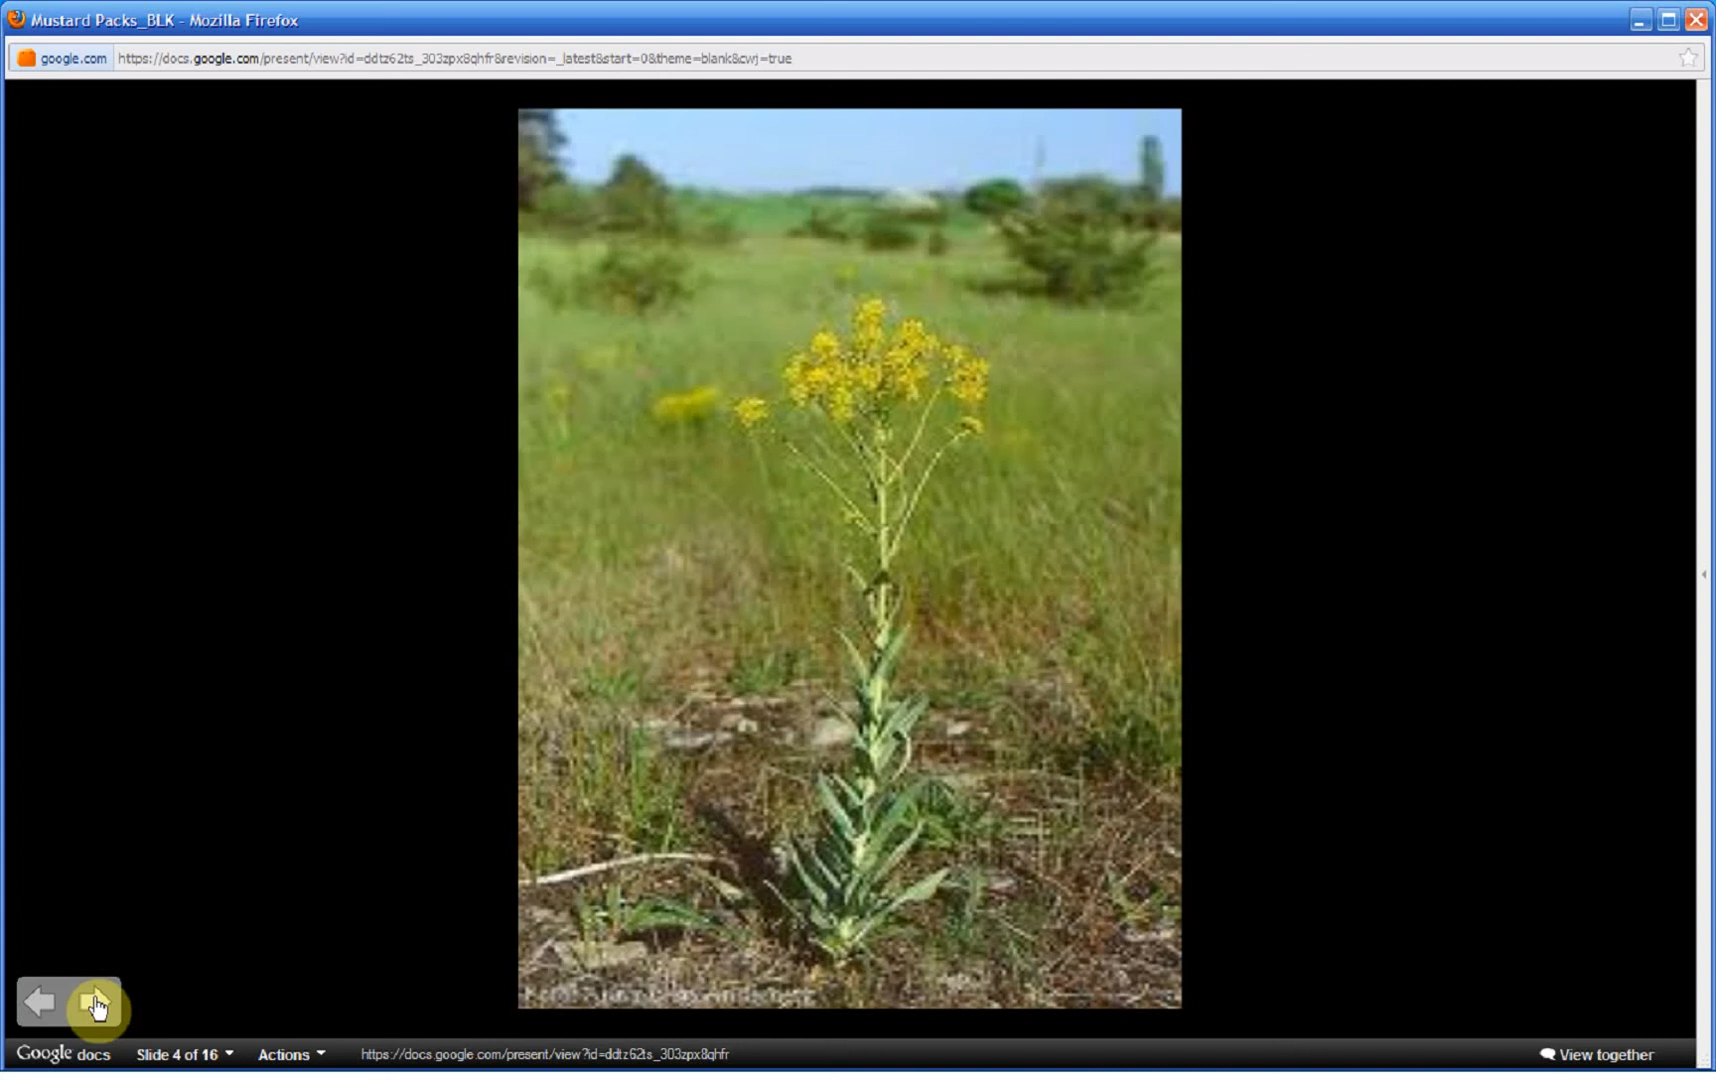 Mustard Packs_BLK - Mozilla Firefox
google.com
https://docs.google.com/present/view?id=ddtz62ts_303zpx8qhfr&revision=_latest&start=0&theme=blank&cwj=true
Google docs
Slide 4 of 16
Actions
https://docs.google.com/present/view?id=ddtz62ts_303zpx8qhfr
View together